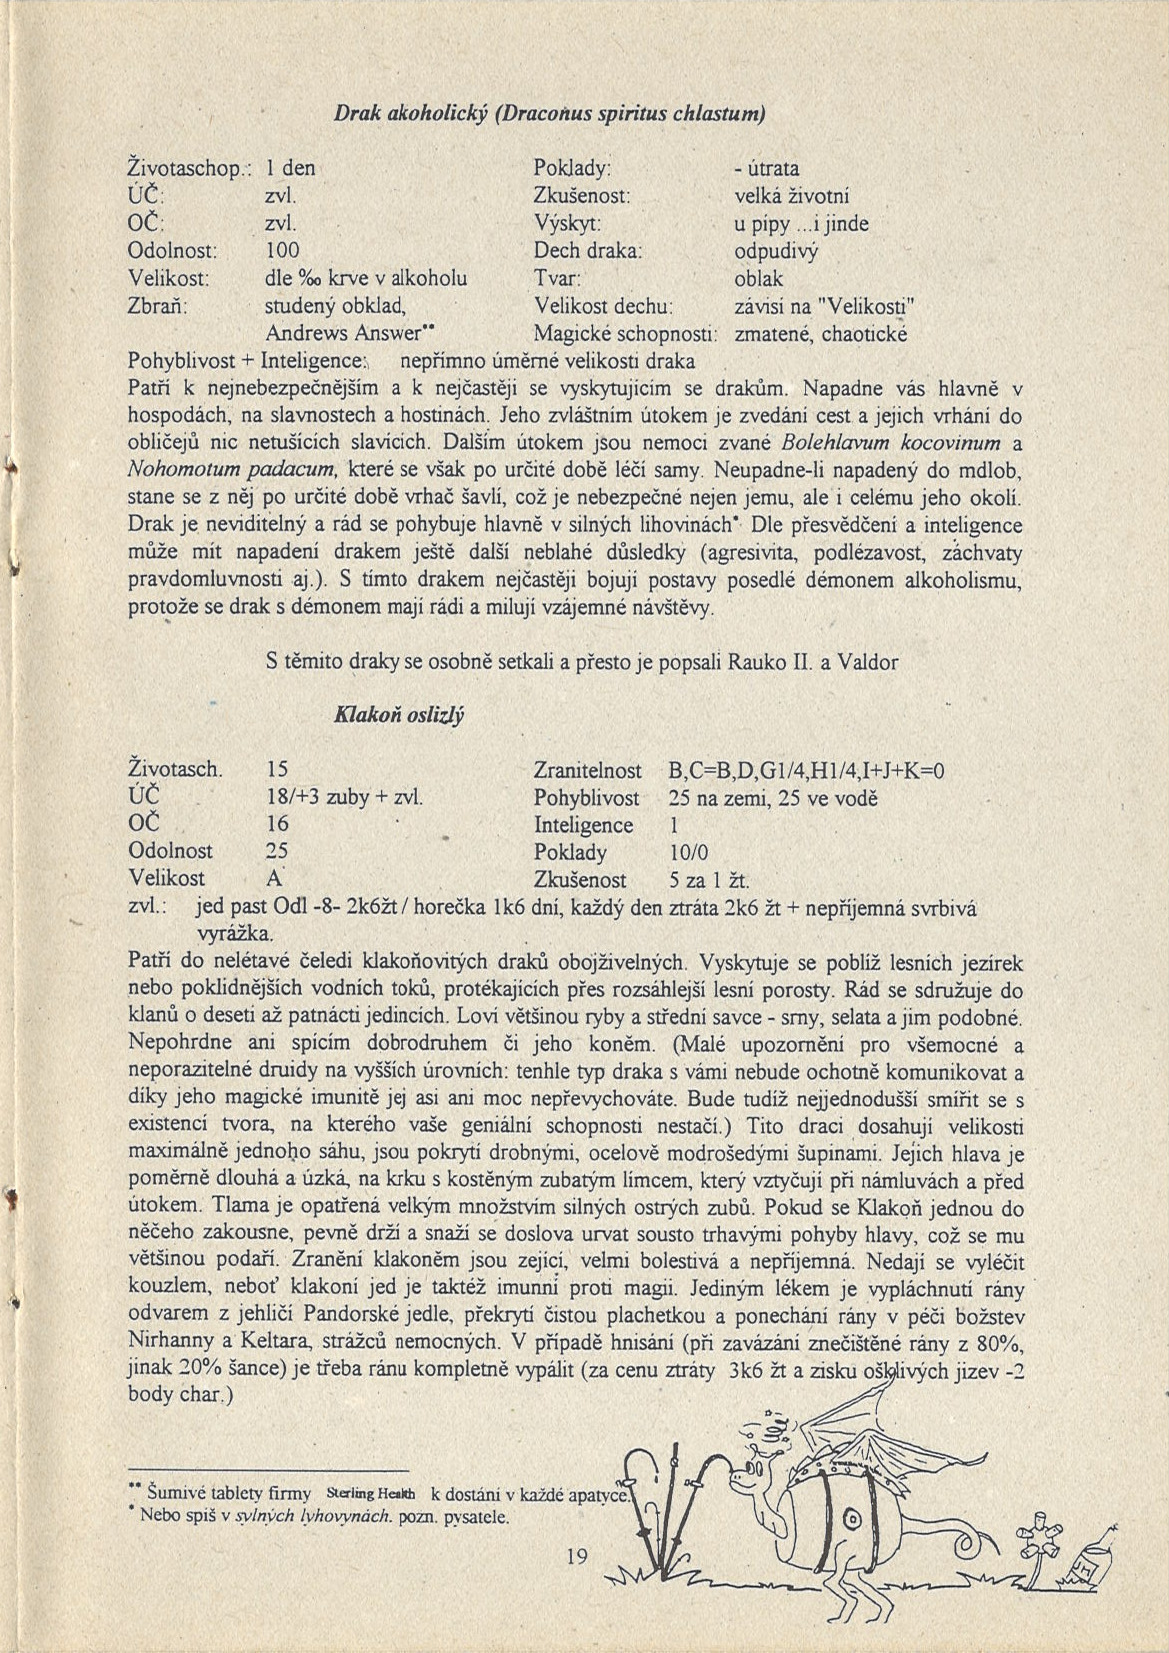 Drak akoholický (Draconus spiritus chlastum)
Životaschop.: 1 den Poklady: - útrata
ÚČ: zvl. Zkušenost: velká životní
OČ: zvl. Výskyt: u pípy ...i jinde
Odolnost: 100 Dech draka: odpudivý
Velikost: dle ‰ krve v alkoholu Tvar: oblak
Zbraň: studený obklad, Velikost dechu: závisí na "Velikosti"
Andrews Answer** Magické schopnosti: zmatené, chaotické
Pohyblivost + Inteligence: nepřímno úměrné velikosti draka
Patří k nejnebezpečnějším a k nejčastěji se vyskytujícím se drakům. Napadne vás hlavně v
hospodách, na slavnostech a hostinách. Jeho zvláštním útokem je zvedání cest a jejich vrhání do
obličejů nic netušících slavících. Dalším útokem jsou nemoci zvané Bolehlavum kocovinum a
Nohomotum padacum, které se však po určité době léčí samy. Neupadne-li napadený do mdlob,
stane se z něj po určité době vrhač šavlí, což je nebezpečné nejen jemu, ale i celému jeho okolí.
Drak je neviditelný a rád se pohybuje hlavně v silných lihovinách* Dle přesvědčení a inteligence
může mít napadení drakem ještě další neblahé důsledky (agresivita, podlézavost, záchvaty
pravdomluvnosti aj.). S tímto drakem nejčastěji bojují postavy posedlé démonem alkoholismu,
protože se drak s démonem mají rádi a milují vzájemné návštěvy.
S těmito draky se osobně setkali a přesto je popsali Rauko II. a Valdor
Klakoň oslizlý
Životasch. 15 Zranitelnost B,C=B,D,G1/4,H1/4,I+J+K=0
ÚČ 18/+3 zuby + zvl. Pohyblivost 25 na zemi, 25 ve vodě
OČ 16 Inteligence 1
Odolnost 25 Poklady 10/0
Velikost A Zkušenost 5 za 1 žt.
zvl.: jed past Odl -8- 2k6žt / horečka 1k6 dní, každý den ztráta 2k6 žt + nepříjemná svrbivá
vyrážka.
Patří do nelétavé čeledi klakoňovitých draků obojživelných. Vyskytuje se poblíž lesních jezírek
nebo poklidnějších vodních toků, protékajících přes rozsáhlejší lesní porosty. Rád se sdružuje do
klanů o deseti až patnácti jedincích. Loví většinou ryby a střední savce - srny, selata a jim podobné.
Nepohrdne ani spícím dobrodruhem či jeho koněm. (Malé upozornění pro všemocné a
neporazitelné druidy na vyšších úrovních: tenhle typ draka s vámi nebude ochotně komunikovat a
díky jeho magické imunitě jej asi ani moc nepřevychováte. Bude tudíž nejjednodušší smířit se s
existencí tvora, na kterého vaše geniální schopnosti nestačí.) Tito draci dosahují velikosti
maximálně jednoho sáhu, jsou pokrytí drobnými, ocelově modrošedými šupinami. Jejich hlava je
poměrně dlouhá a úzká, na krku s kostěným zubatým límcem, který vztyčují při námluvách a před
útokem. Tlama je opatřená velkým množstvím silných ostrých zubů. Pokud se Klakoň jednou do
něčeho zakousne, pevně drží a snaží se doslova urvat sousto trhavými pohyby hlavy, což se mu
většinou podaří. Zranění klakoněm jsou zející, velmi bolestivá a nepříjemná. Nedají se vyléčit
kouzlem, neboť klakoní jed je taktéž imunní proti magii. Jediným lékem je vypláchnutí rány
odvarem z jehličí Pandorské jedle, překrytí čistou plachetkou a ponechání rány v péči božstev
Nirhanny a Keltara, strážců nemocných. V případě hnisání (při zavázání znečištěné rány z 80%,
jinak 20% šance) je třeba ránu kompletně vypálit (za cenu ztráty 3k6 žt a zisku ošklivých jizev -2
body char.)
** Šumivé tablety firmy Sterling Health k dostání v každé apatyce.
* Nebo spíš v sylných lyhovynách. pozn. pysatele.
19